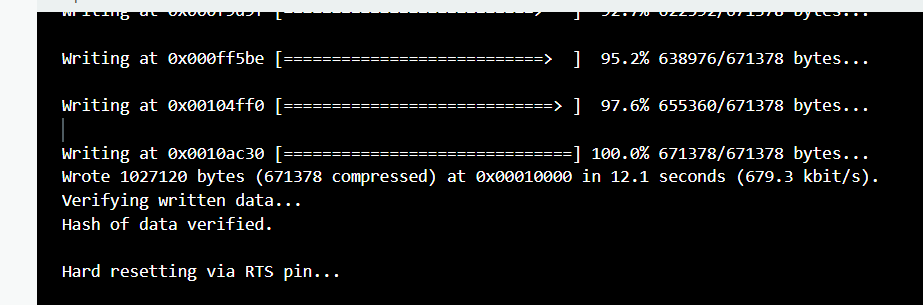 Writing at 0x000ff5be [===========================>  ]  95.2% 638976/671378 bytes...
Writing at 0x00104ff0 [============================> ]  97.6% 655360/671378 bytes...
Writing at 0x0010ac30 [==============================] 100.0% 671378/671378 bytes...
Wrote 1027120 bytes (671378 compressed) at 0x00010000 in 12.1 seconds (679.3 kbit/s).
Verifying written data...
Hash of data verified.
Hard resetting via RTS pin...